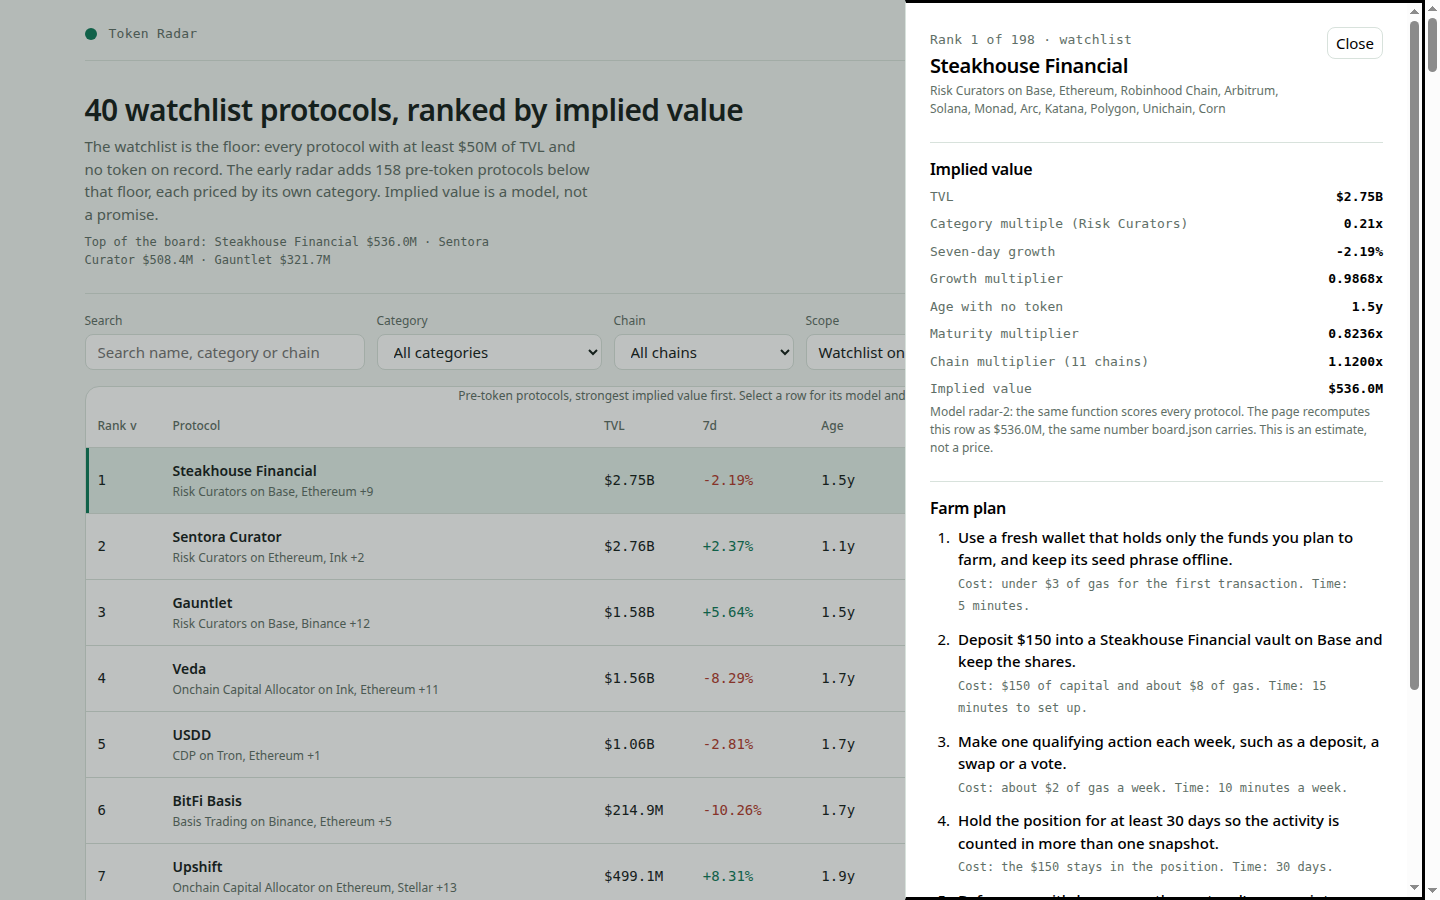 Token Radar
40 watchlist protocols, ranked by implied value
The watchlist is the floor: every protocol with at least $50M of TVL and
no token on record. The early radar adds 158 pre-token protocols below
that floor, each priced by its own category. Implied value is a model, not
a promise.
Top of the board: Steakhouse Financial $536.0M · Sentora
Curator $508.4M · Gauntlet $321.7M
Search
Category
Chain
Scope
Search name, category or chain
All categories
All chains
Watchlist on
Pre-token protocols, strongest implied value first. Select a row for its model and
Rank v
Protocol
TVL
7d
Age
1
Steakhouse Financial
Risk Curators on Base, Ethereum +9
$2.75B
-2.19%
1.5y
2
Sentora Curator
Risk Curators on Ethereum, Ink +2
$2.76B
+2.37%
1.1y
3
Gauntlet
Risk Curators on Base, Binance +12
$1.58B
+5.64%
1.5y
4
Veda
Onchain Capital Allocator on Ink, Ethereum +11
$1.56B
-8.29%
1.7y
5
USDD
CDP on Tron, Ethereum +1
$1.06B
-2.81%
1.7y
6
BitFi Basis
Basis Trading on Binance, Ethereum +5
$214.9M
-10.26%
1.7y
7
Upshift
Onchain Capital Allocator on Ethereum, Stellar +13
$499.1M
+8.31%
1.9y
Rank 1 of 198 · watchlist
Close
Steakhouse Financial
Risk Curators on Base, Ethereum, Robinhood Chain, Arbitrum,
Solana, Monad, Arc, Katana, Polygon, Unichain, Corn
Implied value
TVL $2.75B
Category multiple (Risk Curators) 0.21x
Seven-day growth -2.19%
Growth multiplier 0.9868x
Age with no token 1.5y
Maturity multiplier 0.8236x
Chain multiplier (11 chains) 1.1200x
Implied value $536.0M
Model radar-2: the same function scores every protocol. The page recomputes
this row as $536.0M, the same number board.json carries. This is an estimate,
not a price.
Farm plan
1. Use a fresh wallet that holds only the funds you plan to
farm, and keep its seed phrase offline.
Cost: under $3 of gas for the first transaction. Time:
5 minutes.
2. Deposit $150 into a Steakhouse Financial vault on Base and
keep the shares.
Cost: $150 of capital and about $8 of gas. Time: 15
minutes to set up.
3. Make one qualifying action each week, such as a deposit, a
swap or a vote.
Cost: about $2 of gas a week. Time: 10 minutes a week.
4. Hold the position for at least 30 days so the activity is
counted in more than one snapshot.
Cost: the $150 stays in the position. Time: 30 days.